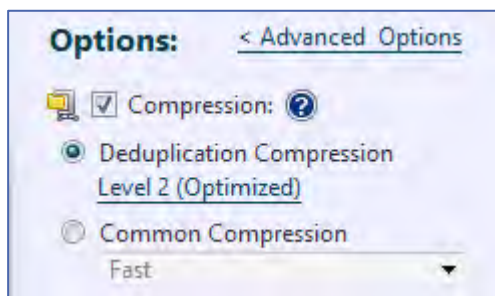 Options: < Advanced Options
Compression: ?
Deduplication Compression
Level 2 (Optimized)
Common Compression
Fast